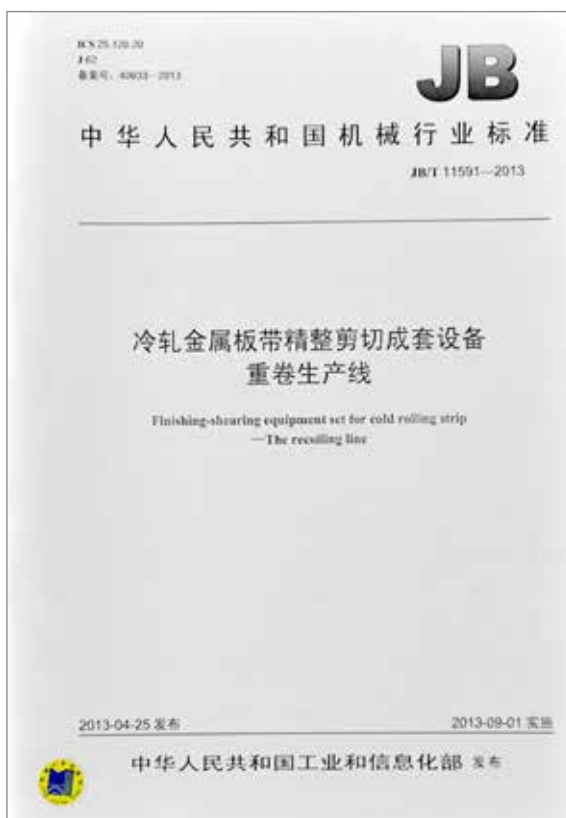 ICS 25.120.20
J 62
备案号：40633—2013
JB
中华人民共和国机械行业标准
JB/T 11591—2013
冷轧金属板带精整剪切成套设备
重卷生产线
Finishing-shearing equipment set for cold rolling strip
—The recoiling line
2013-04-25 发布
2013-09-01 实施
中华人民共和国工业和信息化部 发布